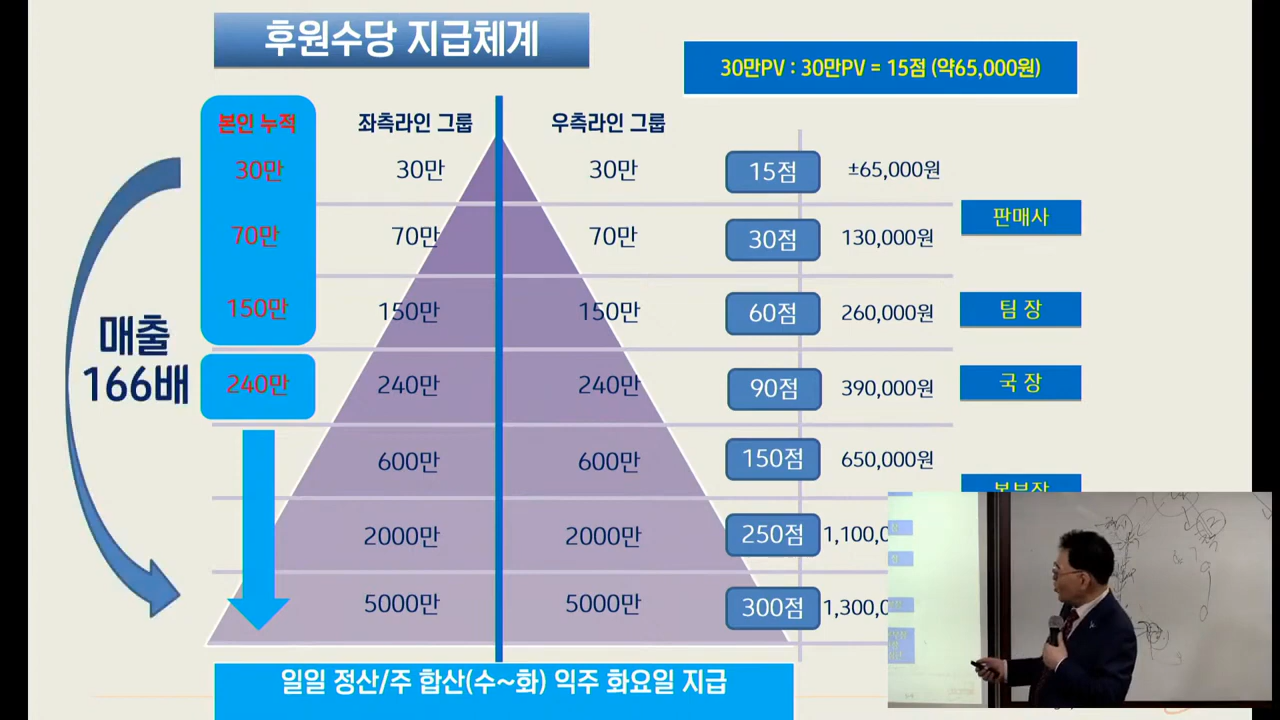 후원수당 지급체계
30만PV : 30만PV = 15점 (약65,000원)
본인 누적 좌측라인 그룹 우측라인 그룹
30만 30만 30만 15점 ±65,000원
판매사
70만 70만 70만 30점 130,000원
150만 150만 150만 60점 260,000원 팀 장
매출
166배
240만 240만 240만 90점 390,000원 국 장
600만 600만 150점 650,000원
본부장
2000만 2000만 250점 1,100,0
5000만 5000만 300점 1,300,0
일일 정산/주 합산(수~화) 익주 화요일 지급